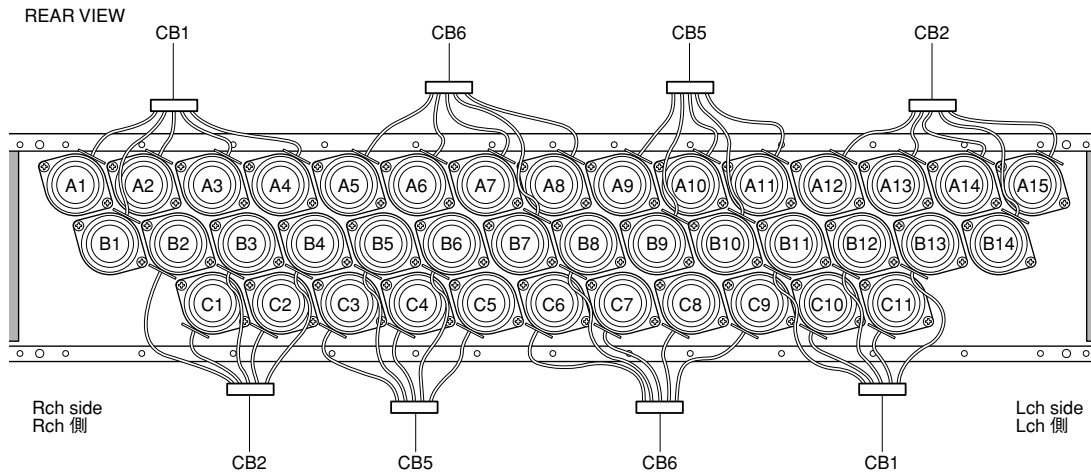 REAR VIEW
CB1 CB6 CB5 CB2
A1 A2 A3 A4 A5 A6 A7 A8 A9 A10 A11 A12 A13 A14 A15
B1 B2 B3 B4 B5 B6 B7 B8 B9 B10 B11 B12 B13 B14
C1 C2 C3 C4 C5 C6 C7 C8 C9 C10 C11
Rch side
Rch 側
Lch side
Lch 側
CB2 CB5 CB6 CB1